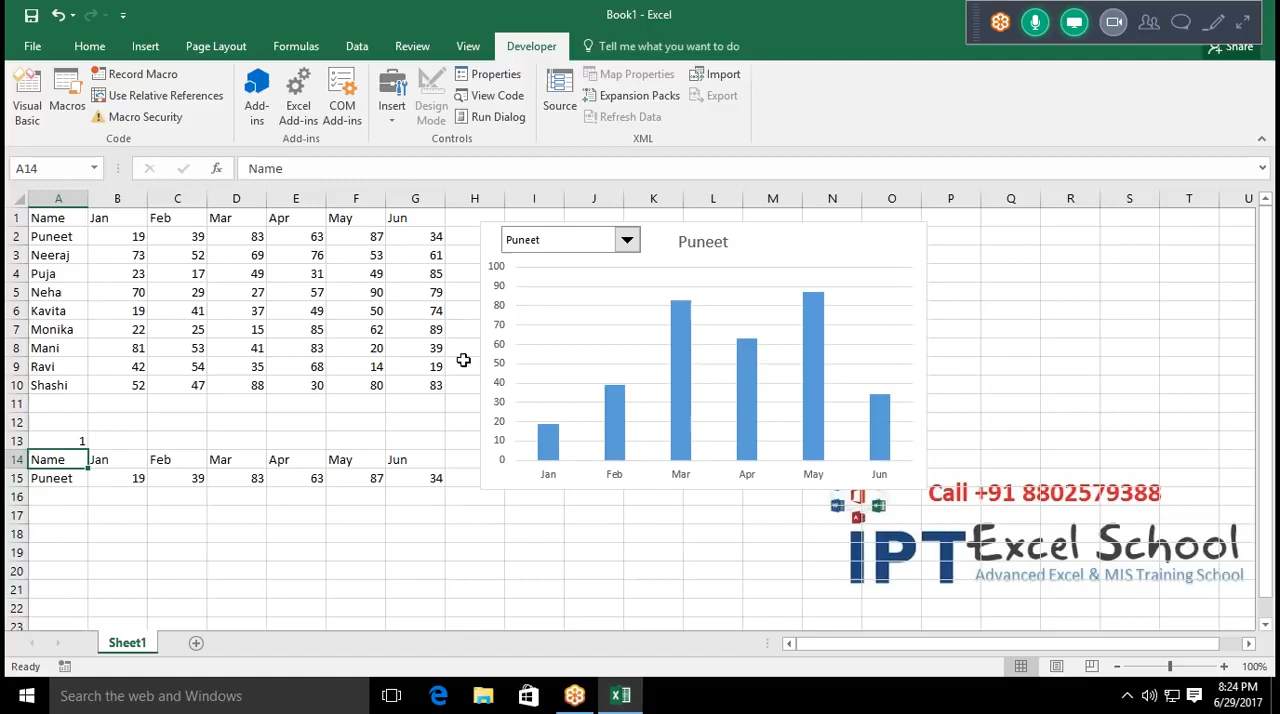 Book1 - Excel
File Home Insert Page Layout Formulas Data Review View Developer Tell me what you want to do Share
Visual Basic
Macros
Record Macro
Use Relative References
Macro Security
Code
Add-ins
Excel Add-ins
COM Add-ins
Add-ins
Insert
Design Mode
Properties
View Code
Run Dialog
Controls
Source
Map Properties
Expansion Packs
Refresh Data
Import
Export
XML
A14 fx Name
A B C D E F G H I J K L M N O P Q R S T U
1 Name Jan Feb Mar Apr May Jun
2 Puneet 19 39 83 63 87 34
3 Neeraj 73 52 69 76 53 61
4 Puja 23 17 49 31 49 85
5 Neha 70 29 27 57 90 79
6 Kavita 19 41 37 49 50 74
7 Monika 22 25 15 85 62 89
8 Mani 81 53 41 83 20 39
9 Ravi 42 54 35 68 14 19
10 Shashi 52 47 88 30 80 83
11
12
13 1
14 Name Jan Feb Mar Apr May Jun
15 Puneet 19 39 83 63 87 34
16
17
18
19
20
21
22
23
Puneet
Puneet
100
90
80
70
60
50
40
30
20
10
0
Jan Feb Mar Apr May Jun
Call +91 8802579388
IPT Excel School
Advanced Excel & MIS Training School
Sheet1
Ready
100%
Search the web and Windows
8:24 PM
6/29/2017